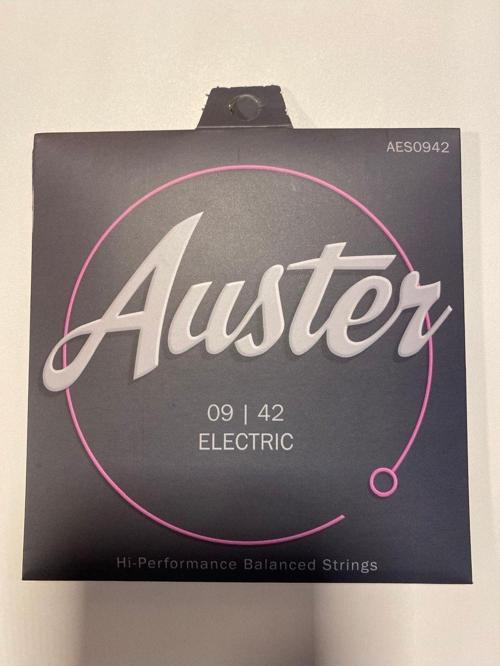 AES0942
Auster
09 | 42
ELECTRIC
Hi-Performance Balanced Strings